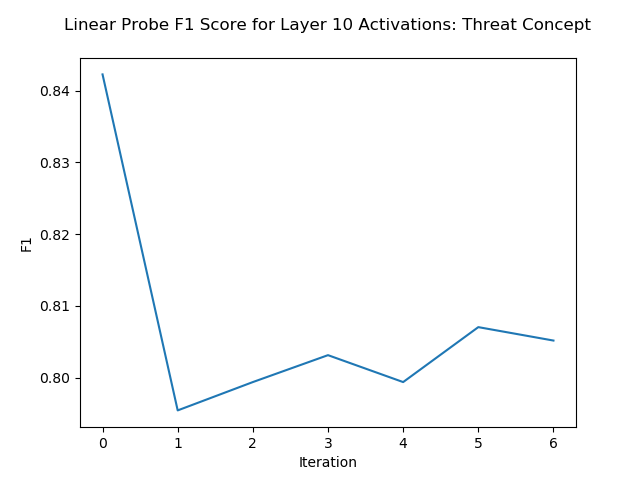 Linear Probe F1 Score for Layer 10 Activations: Threat Concept
0.84
0.83
0.82
0.81
0.80
F1
0 1 2 3 4 5 6
Iteration